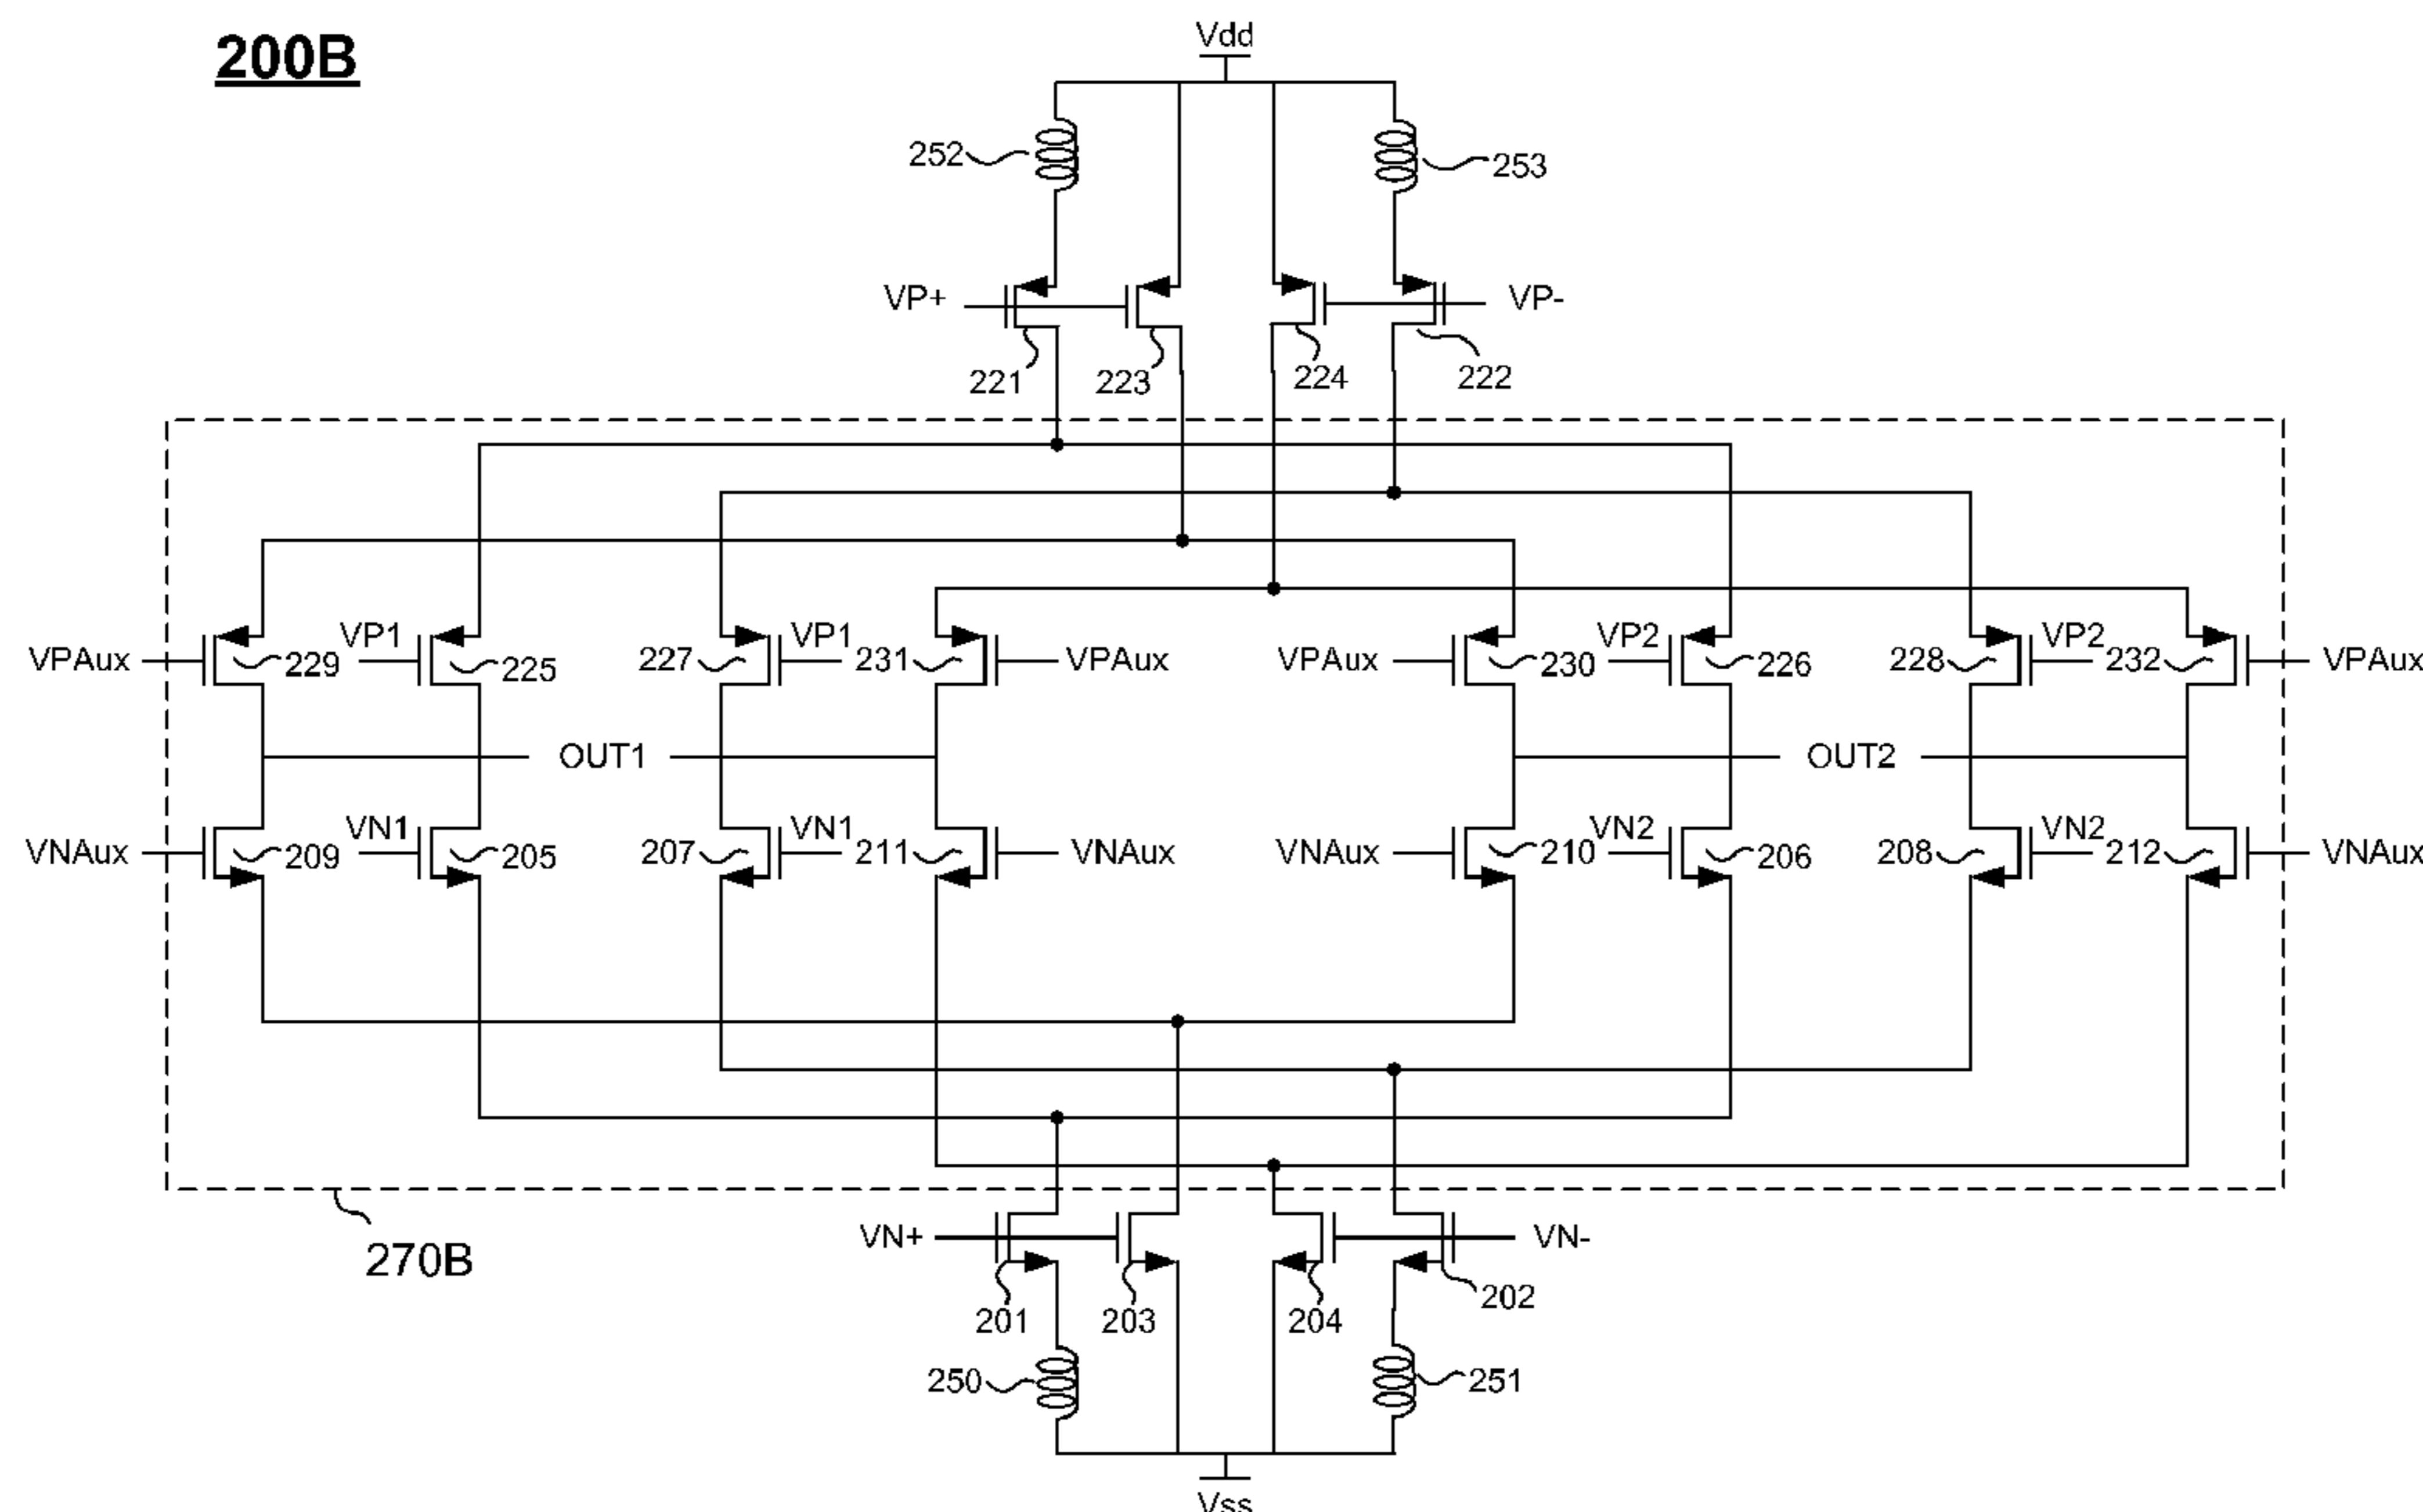 200B
Vdd
252
253
VP+
VP-
221
223
224
222
VPAux
229
VP1
225
227
VP1
231
VPAux
VPAux
230
VP2
226
228
VP2
232
VPAux
OUT1
OUT2
VNAux
209
VN1
205
207
VN1
211
VNAux
VNAux
210
VN2
206
208
VN2
212
VNAux
270B
VN+
VN-
201
203
204
202
250
251
Vss